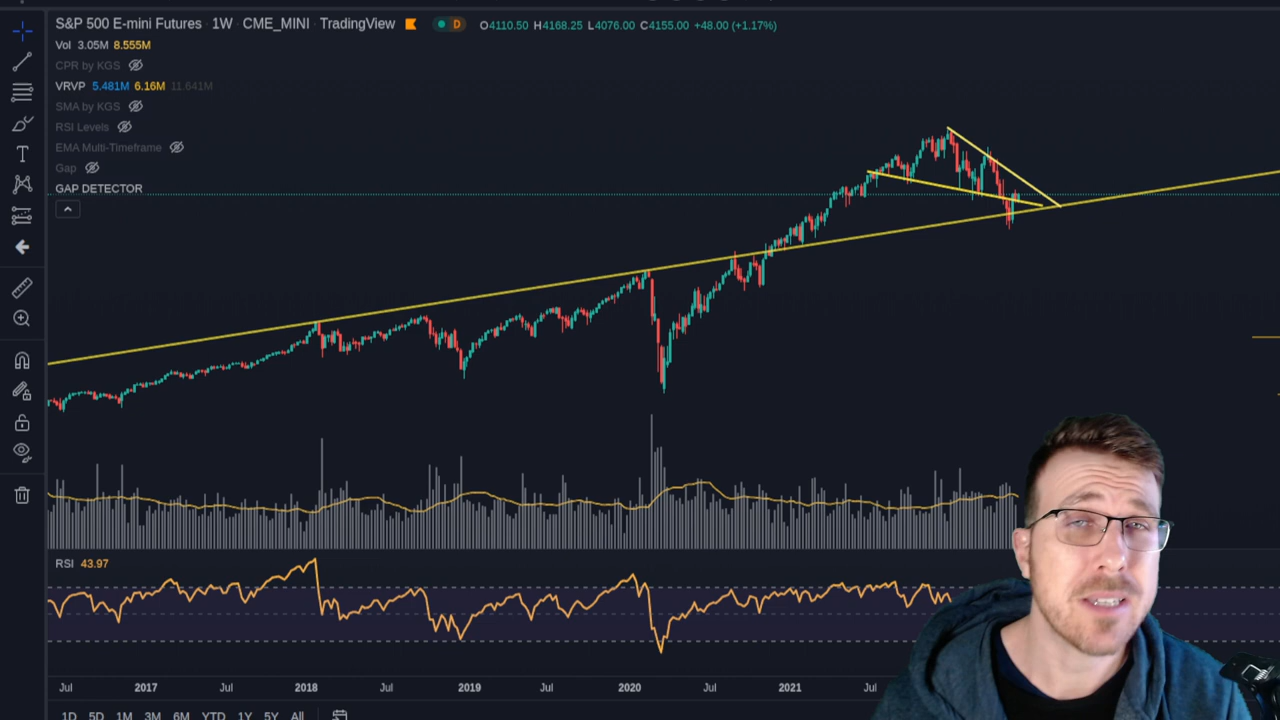 S&P 500 E-mini Futures 1W CME_MINI TradingView D O4110.50 H4168.25 L4076.00 C4155.00 +48.00 (+1.17%)
Vol 3.05M 8.555M
CPR by KGS
VRVP 5.481M 6.16M 11.641M
SMA by KGS
RSI Levels
EMA Multi-Timeframe
Gap
GAP DETECTOR
RSI 43.97
Jul 2017 Jul 2018 Jul 2019 Jul 2020 Jul 2021 Jul
1D 5D 1M 3M 6M YTD 1Y 5Y All